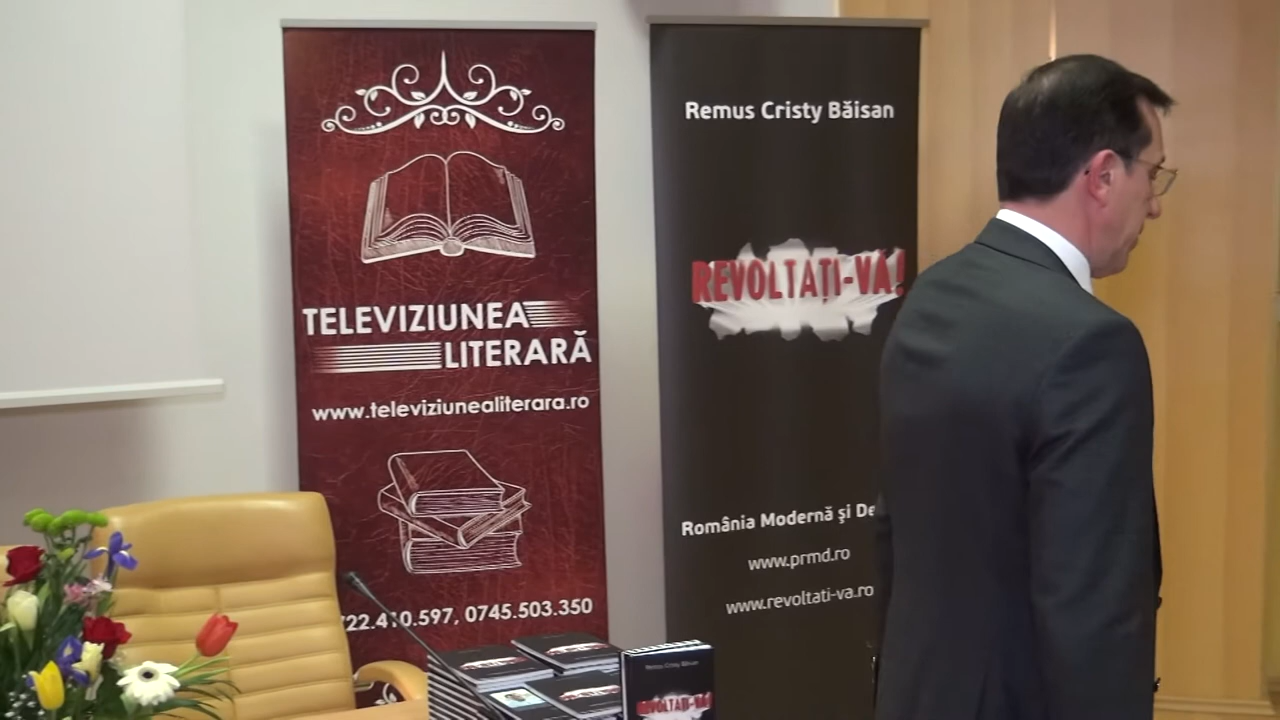 TELEVIZIUNEA
LITERARĂ
www.televiziunealiterara.ro
722.410.597, 0745.503.350
Remus Cristy Băisan
REVOLTAȚI-VĂ!
România Modernă și De
www.prmd.ro
www.revoltati-va.ro
Remus Cristy Băisan
REVOLTAȚI-VĂ!